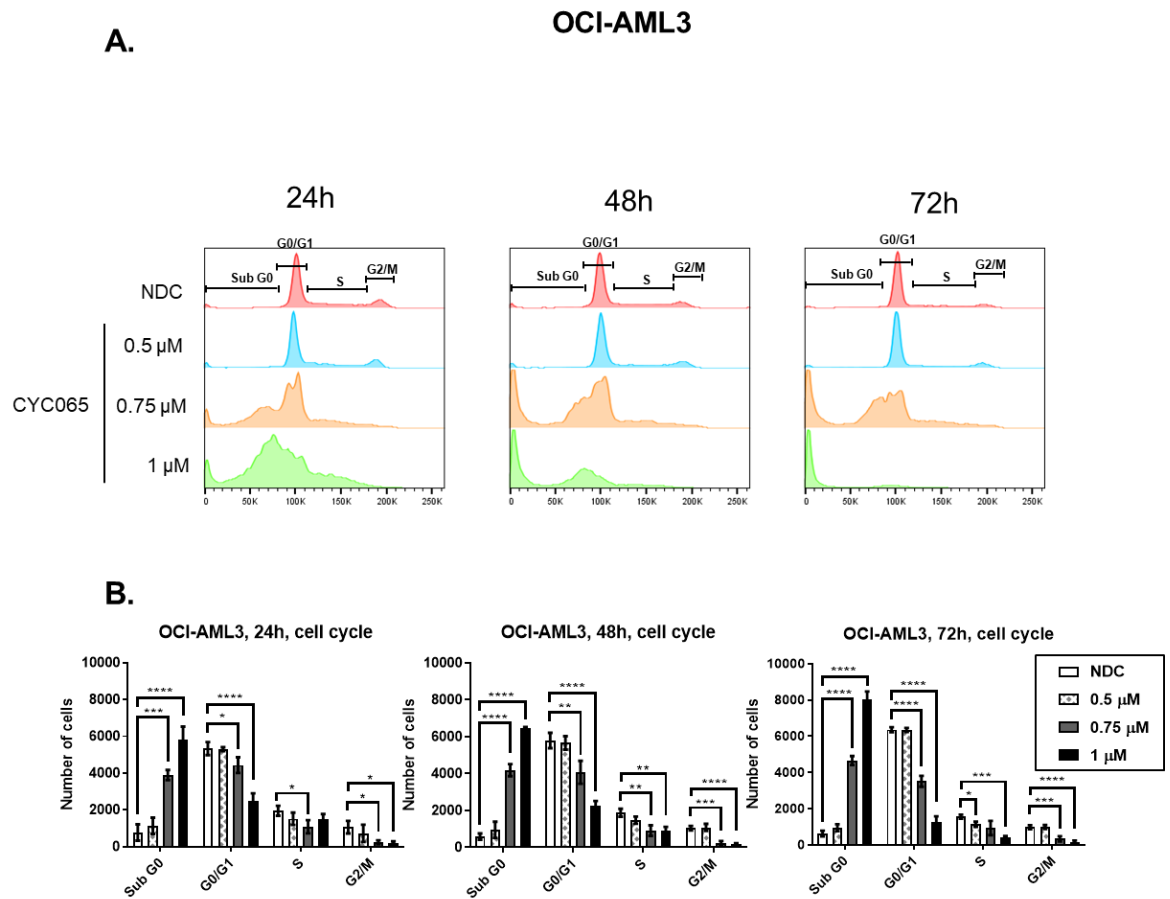 OCI-AML3
A.
24h 48h 72h
G0/G1 G0/G1 G0/G1
Sub G0 S G2/M Sub G0 S G2/M Sub G0 S G2/M
NDC
0.5 µM
CYC065 0.75 µM
1 µM
0 50K 100K 150K 200K 250K 0 50K 100K 150K 200K 250K 0 50K 100K 150K 200K 250K
B.
OCI-AML3, 24h, cell cycle
Number of cells
10000
8000
6000
4000
2000
0
**** *** **** * * * *
Sub G0 G0/G1 S G2/M
OCI-AML3, 48h, cell cycle
Number of cells
10000
8000
6000
4000
2000
0
**** **** **** ** ** ** **** ***
Sub G0 G0/G1 S G2/M
OCI-AML3, 72h, cell cycle
Number of cells
10000
8000
6000
4000
2000
0
**** **** **** **** *** * **** ***
Sub G0 G0/G1 S G2/M
NDC
0.5 µM
0.75 µM
1 µM